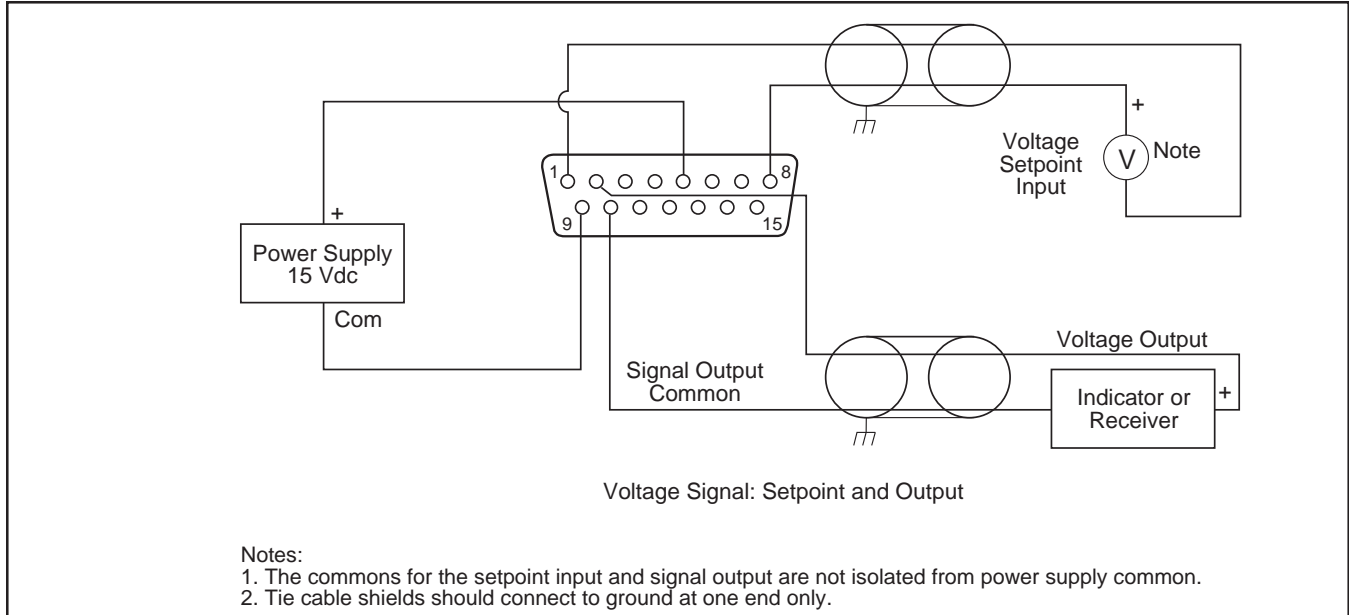 1
8
9
15
+
Power Supply
15 Vdc
Com
+
Voltage
Setpoint
Input
V
Note
Voltage Output
Signal Output
Common
Indicator or
Receiver
+
Voltage Signal: Setpoint and Output
Notes:
1. The commons for the setpoint input and signal output are not isolated from power supply common.
2. Tie cable shields should connect to ground at one end only.